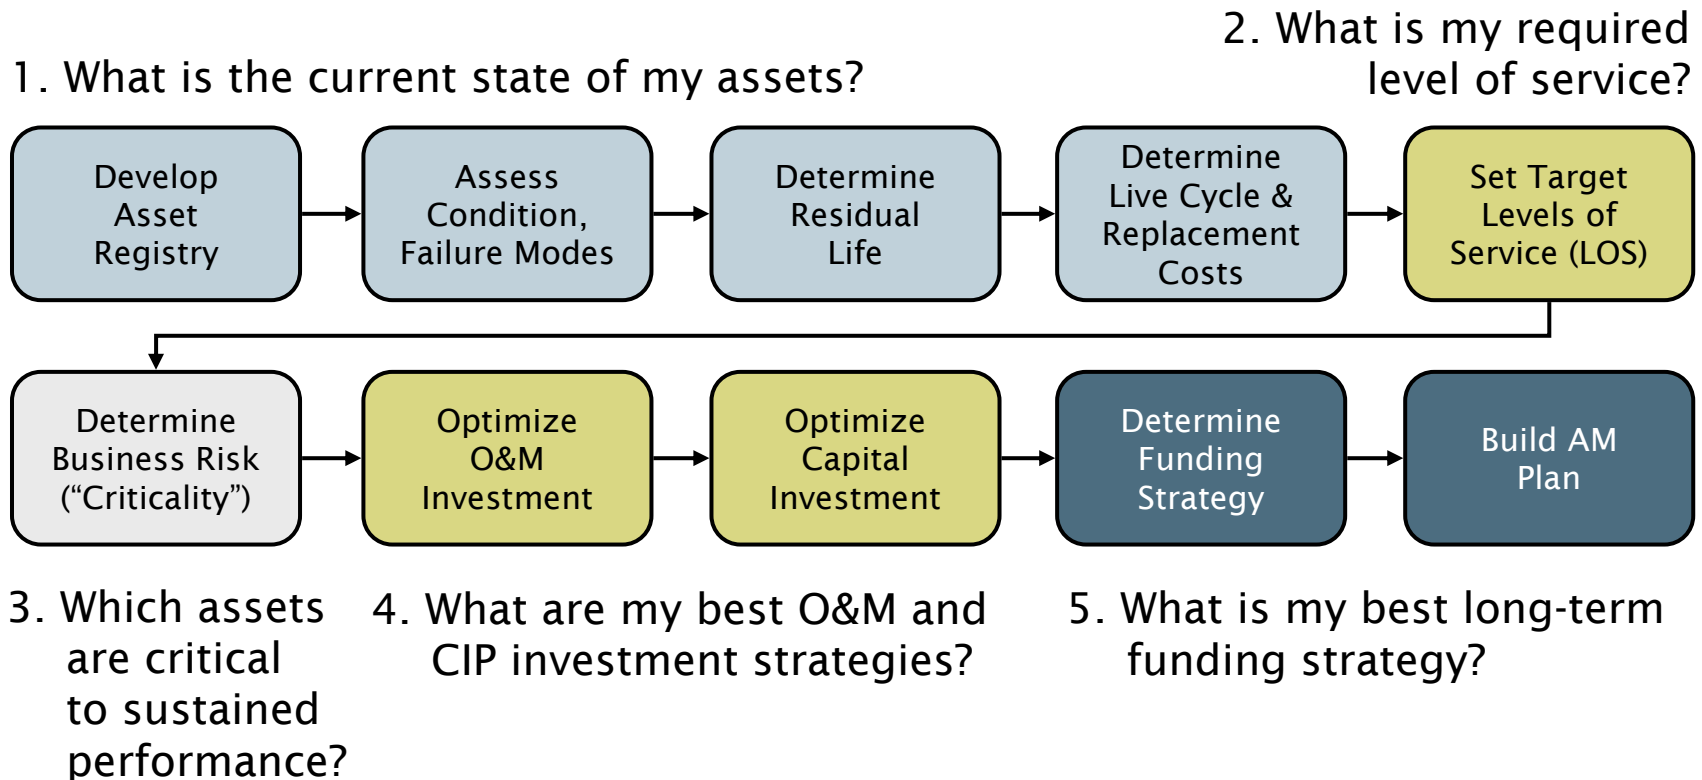 1. What is the current state of my assets?
2. What is my required
level of service?
Develop
Asset
Registry
Assess
Condition,
Failure Modes
Determine
Residual
Life
Determine
Live Cycle &
Replacement
Costs
Set Target
Levels of
Service (LOS)
Determine
Business Risk
(“Criticality”)
Optimize
O&M
Investment
Optimize
Capital
Investment
Determine
Funding
Strategy
Build AM
Plan
3. Which assets
are critical
to sustained
performance?
4. What are my best O&M and
CIP investment strategies?
5. What is my best long-term
funding strategy?